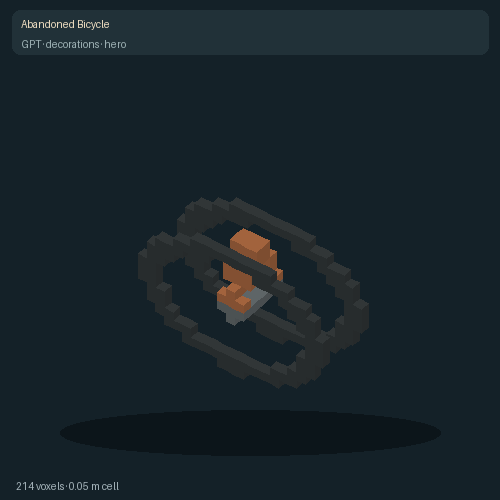 Abandoned Bicycle
GPT · decorations · hero
214 voxels · 0.05 m cell